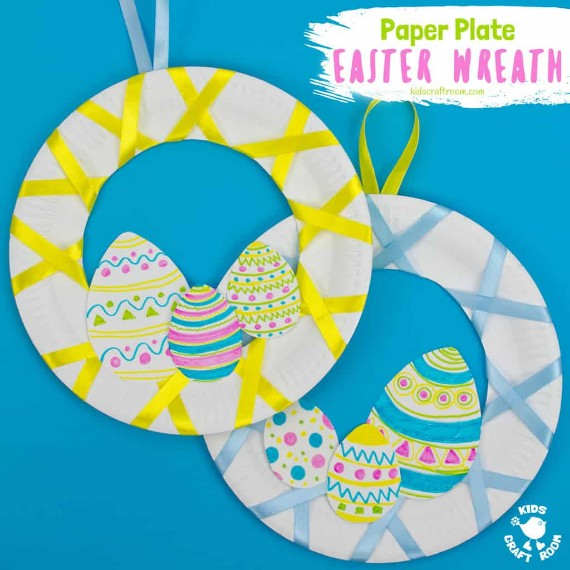 Paper Plate
EASTER WREATH
kidscraftroom.com
KIDS
CRAFT ROOM